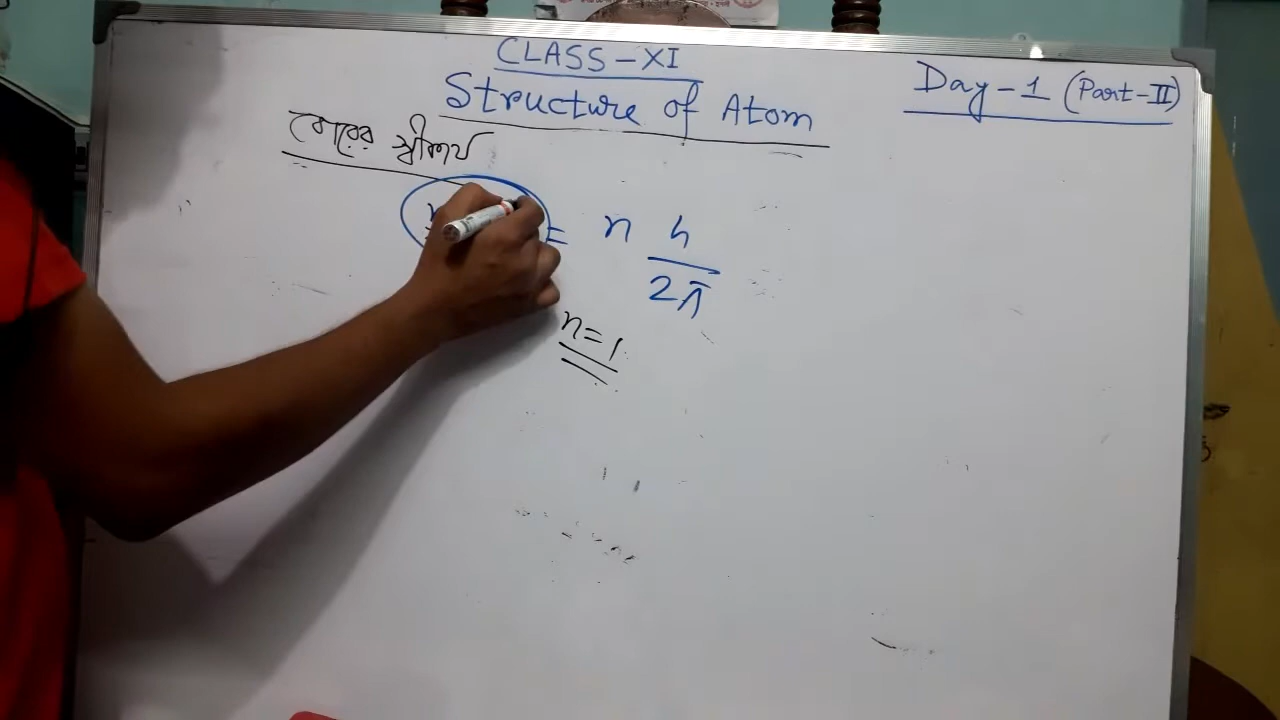 CLASS-XI
Structure of Atom
Day-1 (Part-II)
বোরের স্বীকার্য
= n h/2π
n=1